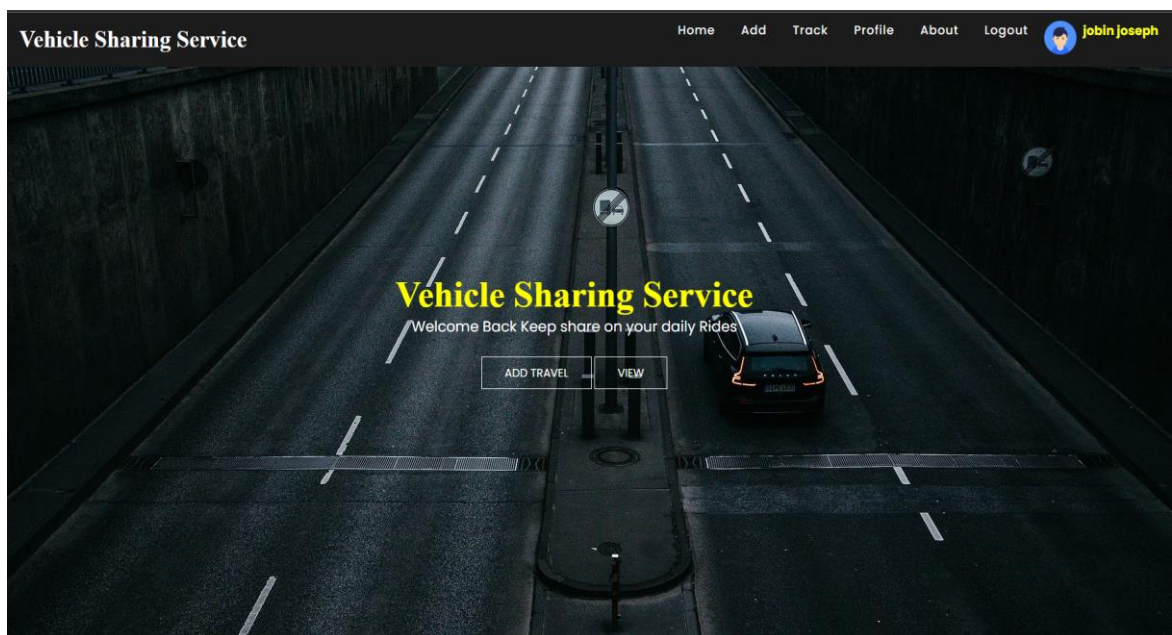 Vehicle Sharing Service
Home Add Track Profile About Logout jobin joseph
Vehicle Sharing Service
Welcome Back Keep share on your daily Rides
ADD TRAVEL VIEW